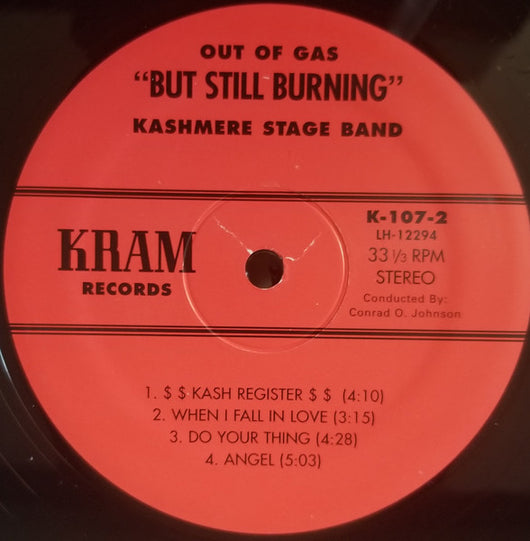 OUT OF GAS
“BUT STILL BURNING”
KASHMERE STAGE BAND
KRAM
RECORDS
K-107-2
LH-12294
33 1/3 RPM
STEREO
Conducted By:
Conrad O. Johnson
1. $ $ KASH REGISTER $ $ (4:10)
2. WHEN I FALL IN LOVE (3:15)
3. DO YOUR THING (4:28)
4. ANGEL (5:03)